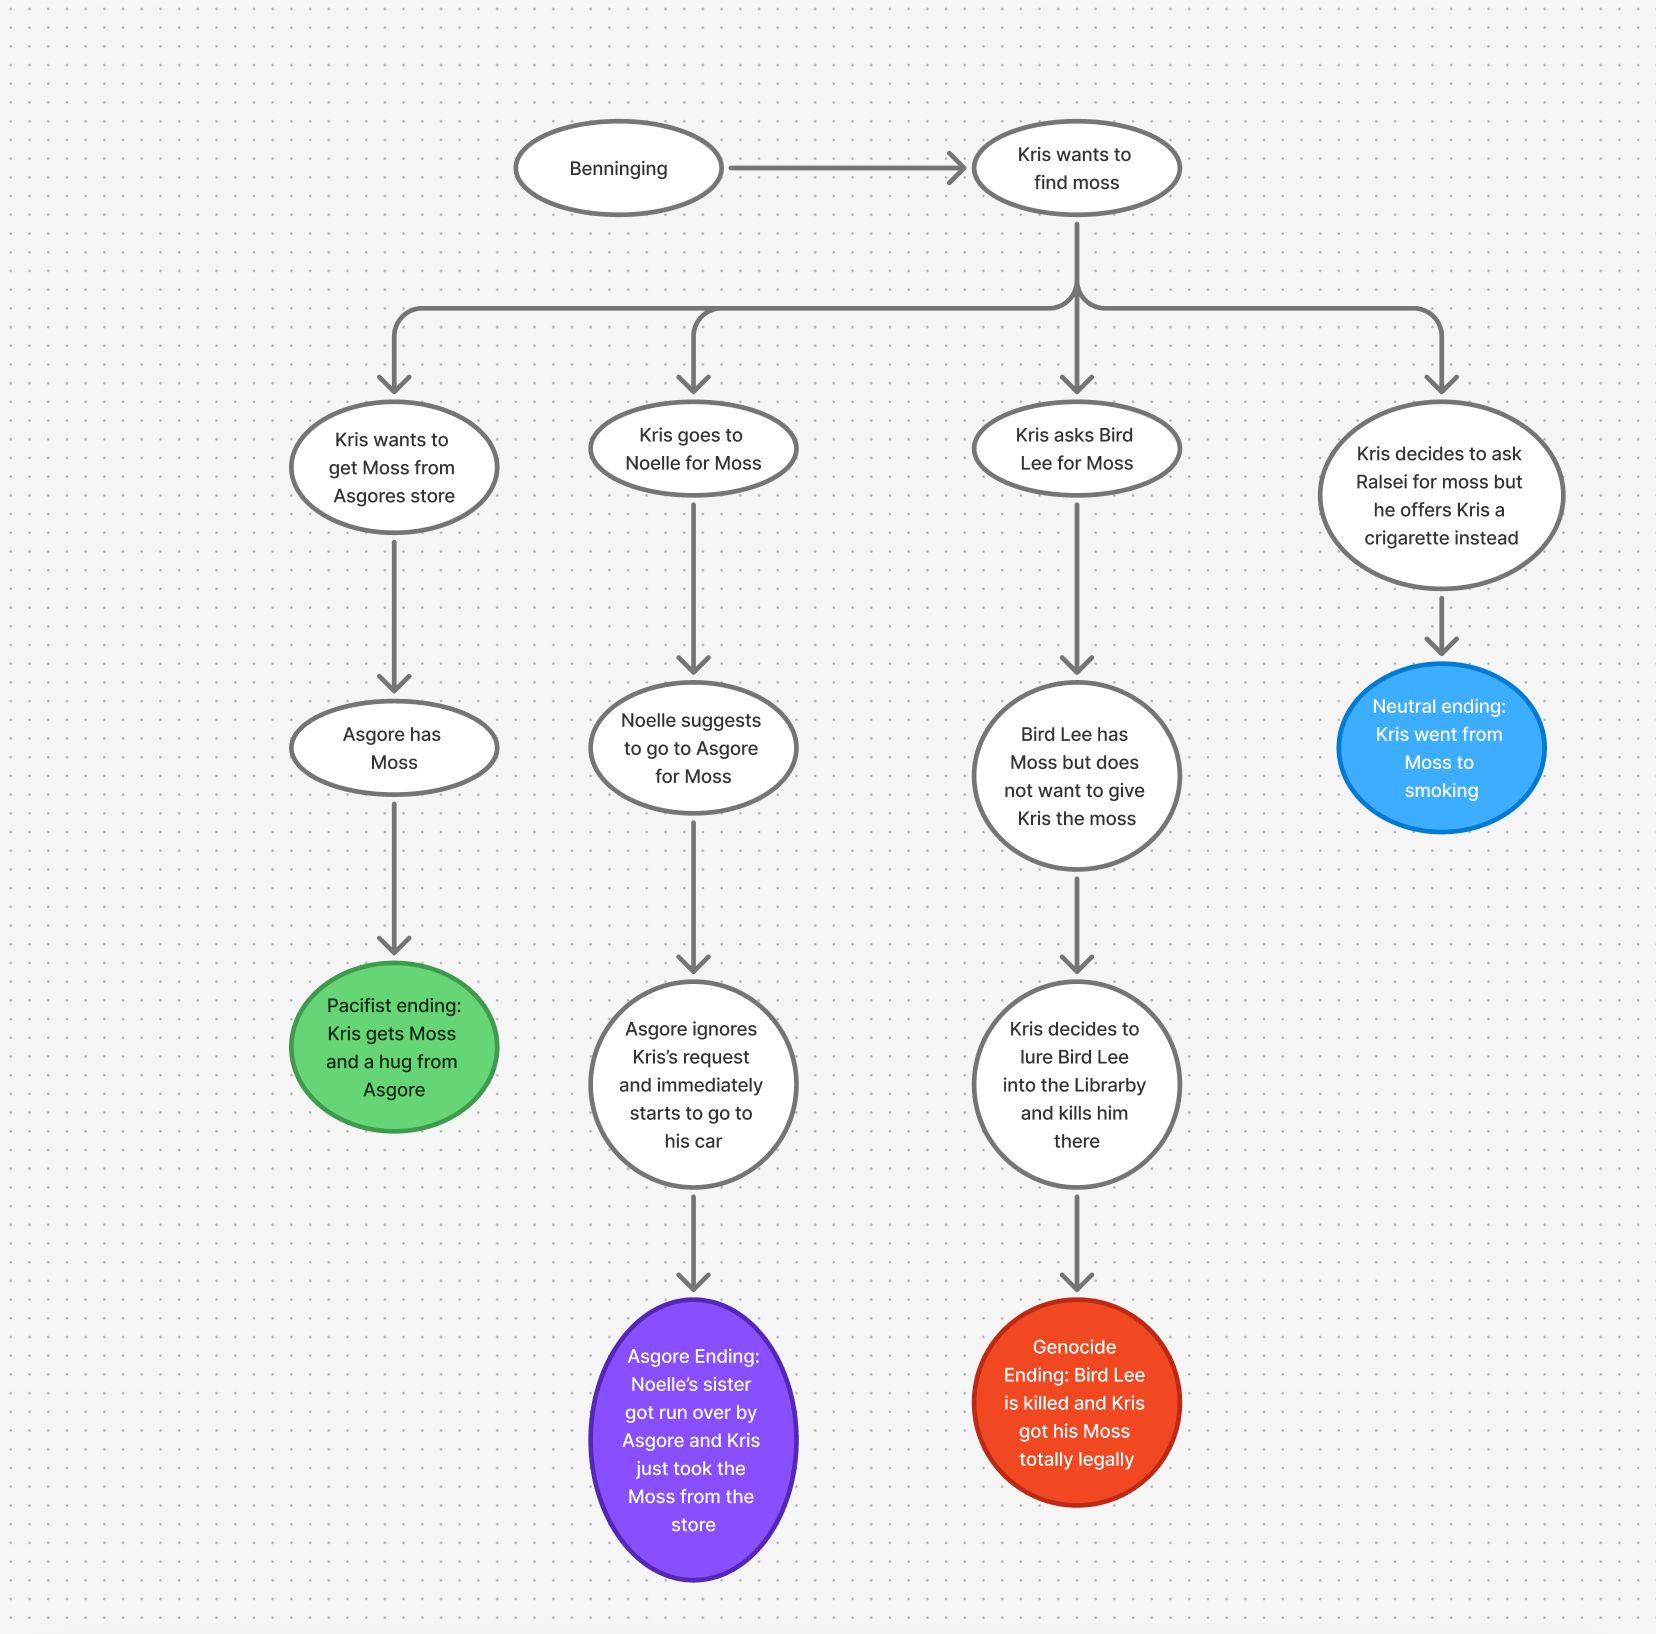 Benninging
Kris wants to
find moss
Kris wants to
get Moss from
Asgores store
Kris goes to
Noelle for Moss
Kris asks Bird
Lee for Moss
Kris decides to ask
Ralsei for moss but
he offers Kris a
crigarette instead
Asgore has
Moss
Noelle suggests
to go to Asgore
for Moss
Bird Lee has
Moss but does
not want to give
Kris the moss
Neutral ending:
Kris went from
Moss to
smoking
Pacifist ending:
Kris gets Moss
and a hug from
Asgore
Asgore ignores
Kris’s request
and immediately
starts to go to
his car
Kris decides to
lure Bird Lee
into the Librarby
and kills him
there
Asgore Ending:
Noelle’s sister
got run over by
Asgore and Kris
just took the
Moss from the
store
Genocide
Ending: Bird Lee
is killed and Kris
got his Moss
totally legally